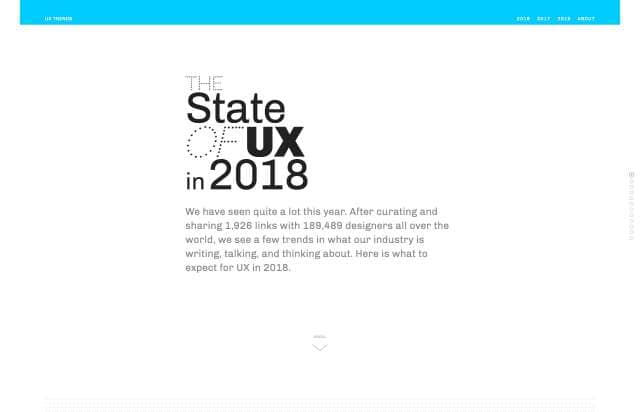 UX TRENDS
2018 2017 2015 ABOUT
THE
State
OF UX
in 2018
We have seen quite a lot this year. After curating and
sharing 1,926 links with 189,489 designers all over the
world, we see a few trends in what our industry is
writing, talking, and thinking about. Here is what to
expect for UX in 2018.